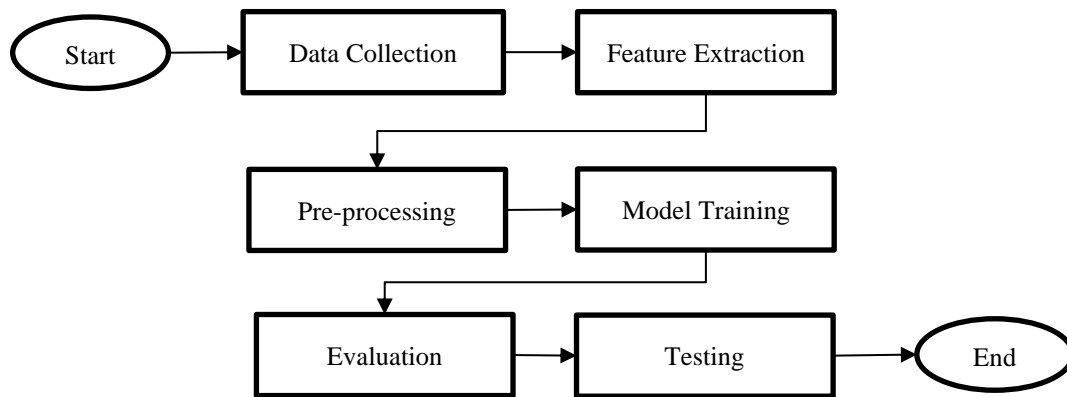 Start
Data Collection
Feature Extraction
Pre-processing
Model Training
Evaluation
Testing
End